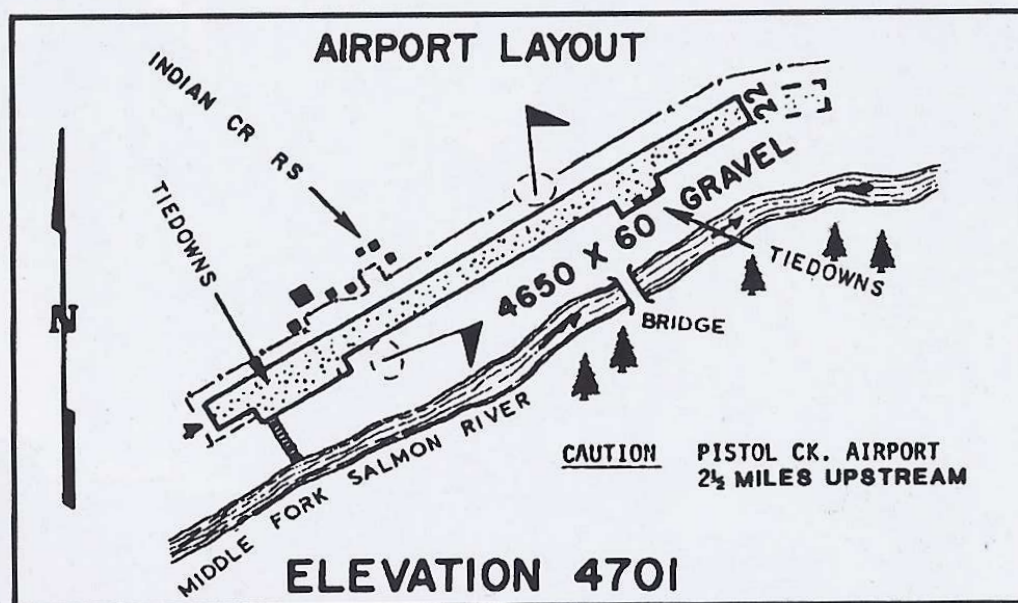 AIRPORT LAYOUT
INDIAN CR RS
TIEDOWNS
22
4650 X 60 GRAVEL
TIEDOWNS
BRIDGE
N
4
MIDDLE FORK SALMON RIVER
CAUTION PISTOL CK. AIRPORT
2½ MILES UPSTREAM
ELEVATION 4701